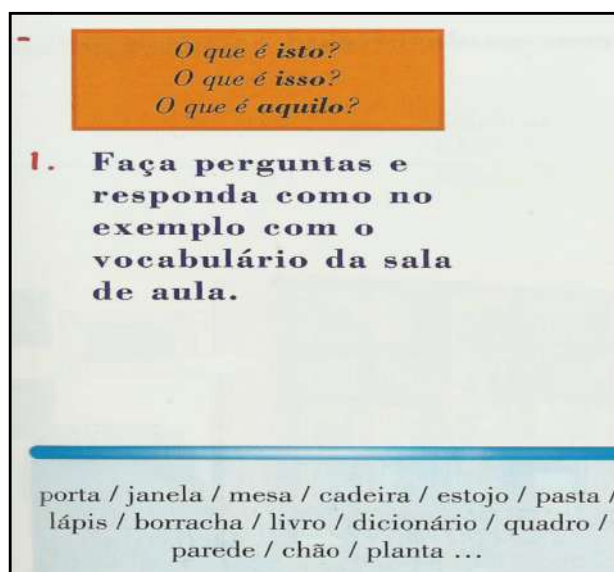 O que é isto?
O que é isso?
O que é aquilo?
1. Faça perguntas e
responda como no
exemplo com o
vocabulário da sala
de aula.
porta / janela / mesa / cadeira / estojo / pasta /
lápis / borracha / livro / dicionário / quadro /
parede / chão / planta ...